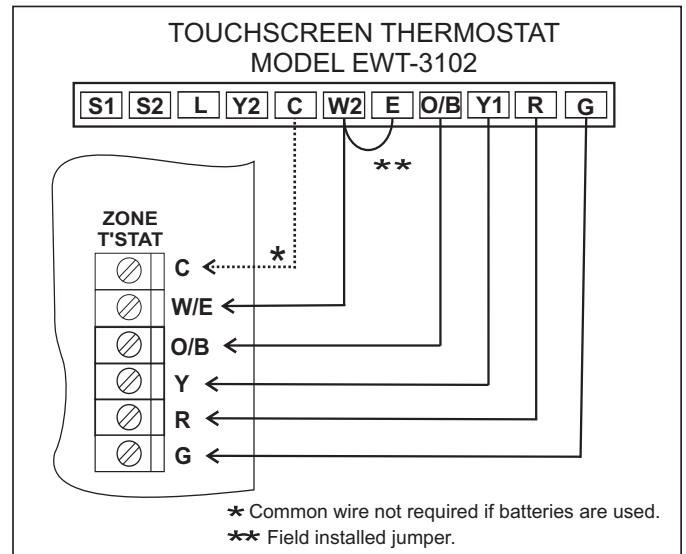 TOUCHSCREEN THERMOSTAT
MODEL EWT-3102
S1 S2 L Y2 C W2 E O/B Y1 R G
**
ZONE
T'STAT
*
C
W/E
O/B
Y
R
G
* Common wire not required if batteries are used.
** Field installed jumper.